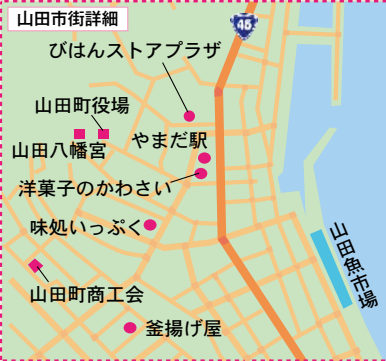 山田市街詳細
45
びはんストアプラザ
山田町役場
山田八幡宮
やまだ駅
洋菓子のかわさい
味処いっぷく
山田魚市場
山田町商工会
釜揚げ屋